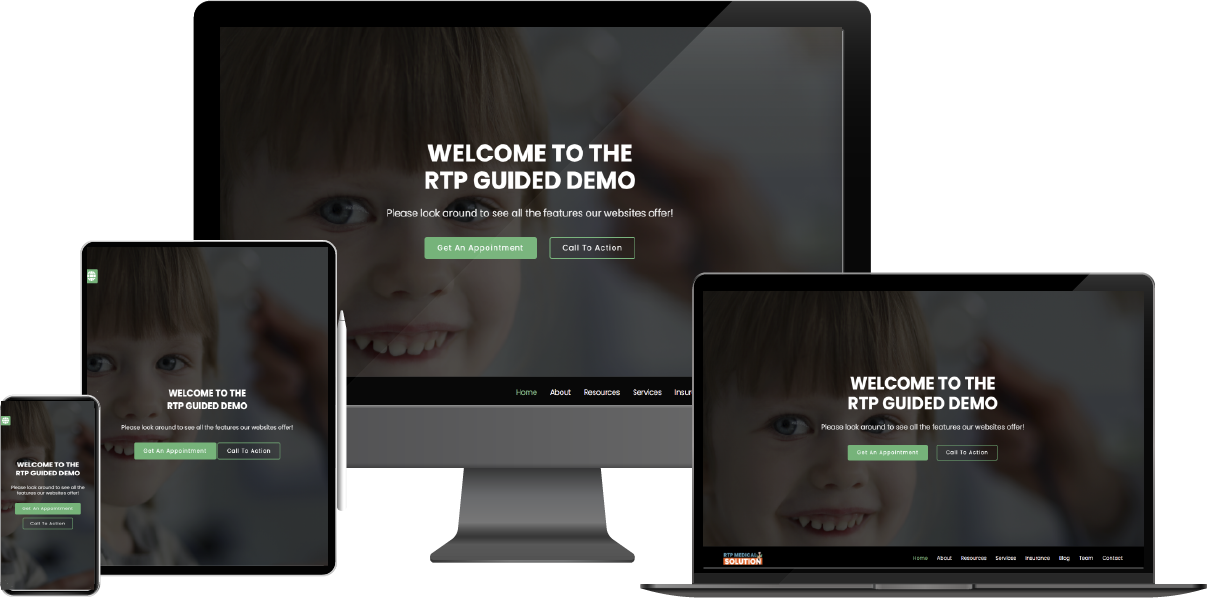 WELCOME TO THE
RTP GUIDED DEMO
Please look around to see all the features our websites offer!
Get An Appointment
Call To Action
Home About Resources Services Insur
WELCOME TO THE
RTP GUIDED DEMO
Please look around to see all the features our websites offer!
Get An Appointment
Call To Action
WELCOME TO THE
RTP GUIDED DEMO
Please look around to see all the
features our websites offer!
Get An Appointment
Call To Action
WELCOME TO THE
RTP GUIDED DEMO
Please look around to see all the features our websites offer!
Get An Appointment
Call To Action
RTP MEDICAL
SOLUTION
Home About Resources Services Insurance Blog Team Contact